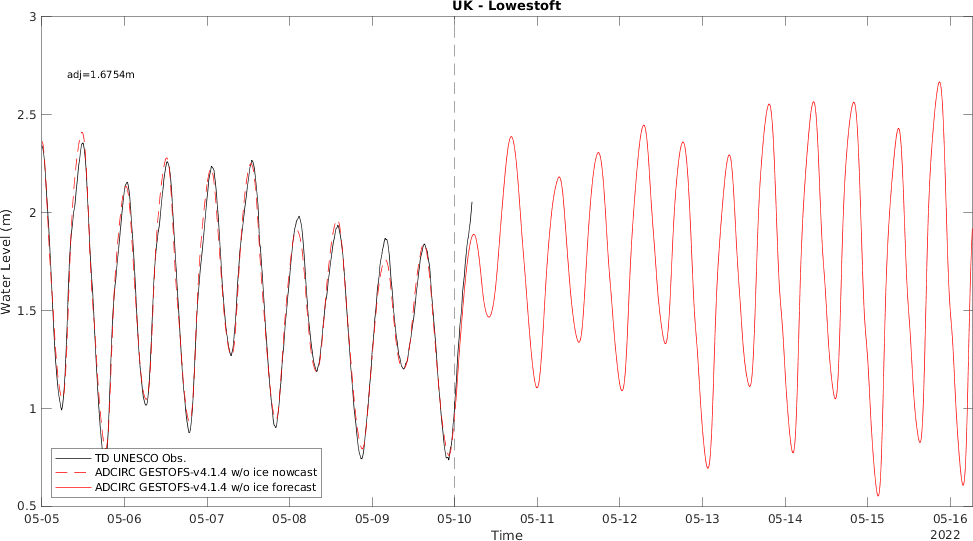 UK - Lowestoft
adj=1.6754m
3
2.5
2
1.5
1
0.5
Water Level (m)
TD UNESCO Obs.
ADCIRC GESTOFS-v4.1.4 w/o ice nowcast
ADCIRC GESTOFS-v4.1.4 w/o ice forecast
05-05 05-06 05-07 05-08 05-09 05-10 05-11 05-12 05-13 05-14 05-15 05-16
Time
2022